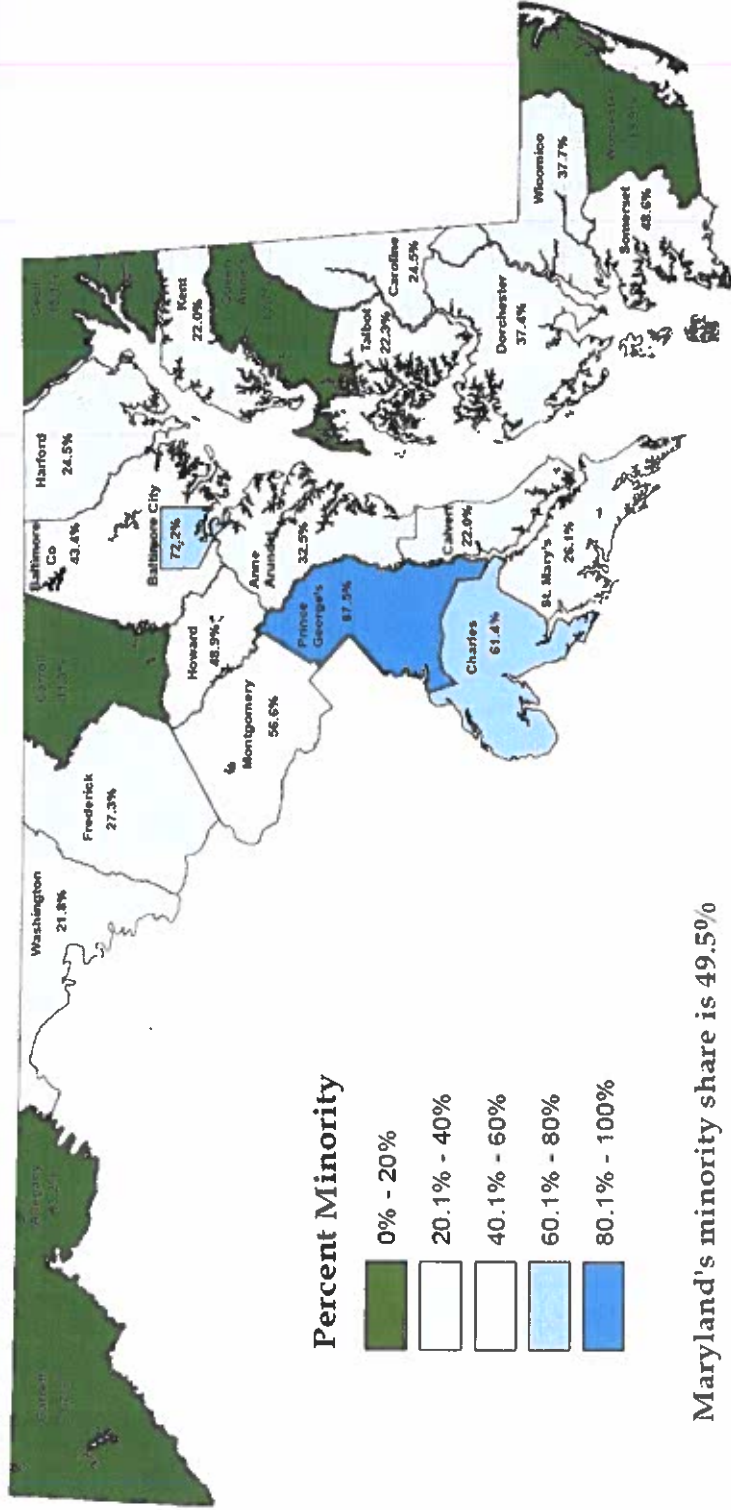 Washington
21.8%
Frederick
27.3%
Carroll
Baltimore
Co
43.4%
Harford
24.5%
Baltimore City
72.2%
Howard
48.9%
Montgomery
56.6%
Anne
Arundel
32.5%
Prince
George's
87.5%
Calvert
22.9%
Charles
61.4%
St. Mary's
26.1%
Kent
22.0%
Talbot
22.3%
Caroline
24.5%
Dorchester
37.4%
Wicomico
37.7%
Somerset
48.6%
Worcester
Allegany
Garrett
Cecil
Queen
Anne's
Percent Minority
0% - 20%
20.1% - 40%
40.1% - 60%
60.1% - 80%
80.1% - 100%
Maryland's minority share is 49.5%